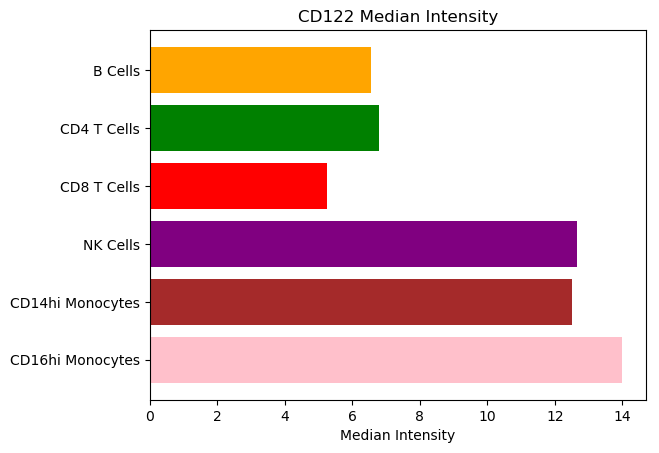 CD122 Median Intensity
B Cells
CD4 T Cells
CD8 T Cells
NK Cells
CD14hi Monocytes
CD16hi Monocytes
0 2 4 6 8 10 12 14
Median Intensity